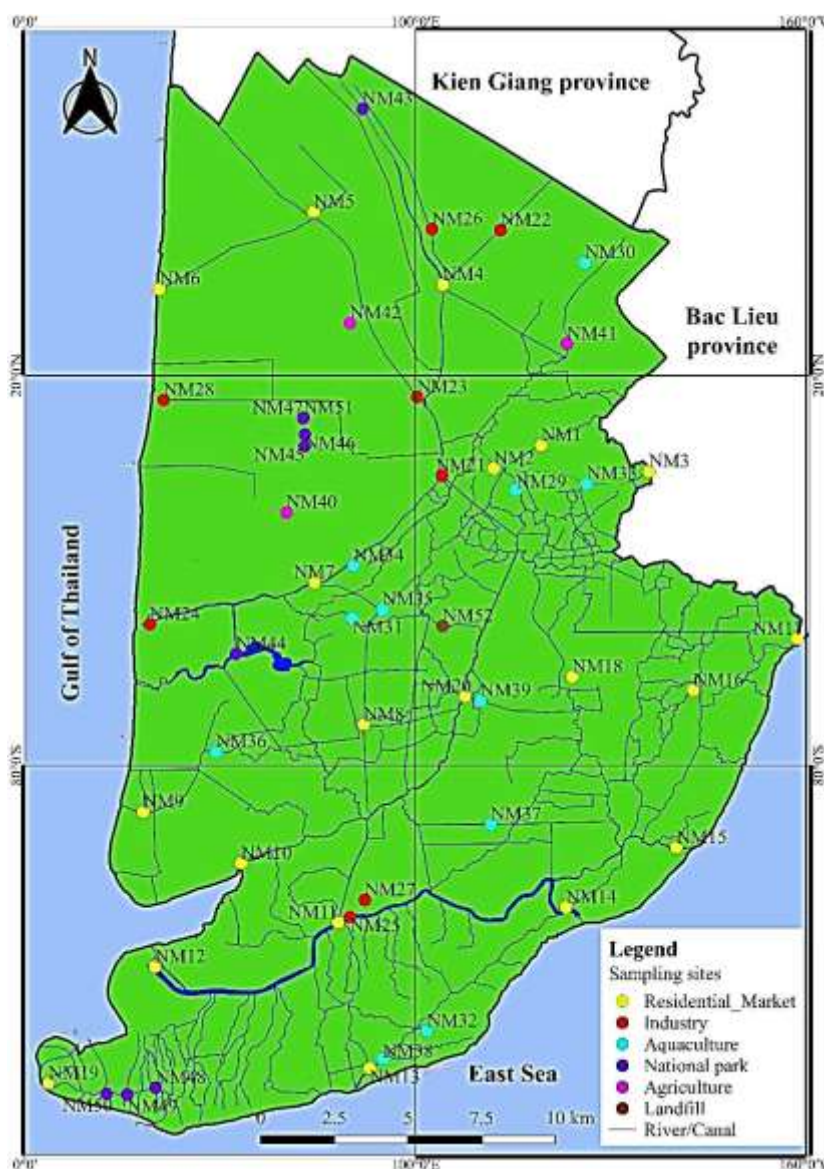 0°0'
100°0'E
160°0'E
Kien Giang province
N
NM43
NM5
NM26
NM22
NM30
NM6
NM4
NM42
NM41
Bac Lieu
province
20°0'S
20°0'S
NM28
NM23
NM47
NM51
NM46
NM45
NM1
NM2
NM21
NM3
NM29
NM33
NM40
NM34
NM7
NM35
NM31
NM52
NM24
NM17
Gulf of Thailand
NM44
NM18
NM16
NM20
NM39
NM8
NM36
80°0'S
80°0'S
NM9
NM37
NM15
NM10
NM27
NM14
NM11
NM25
NM12
NM32
NM38
NM13
NM19
NM48
NM50
NM49
East Sea
Legend
Sampling sites
Residential_Market
Industry
Aquaculture
National park
Agriculture
Landfill
River/Canal
0
2.5
5
7.5
10 km
0°0'
100°0'E
160°0'E